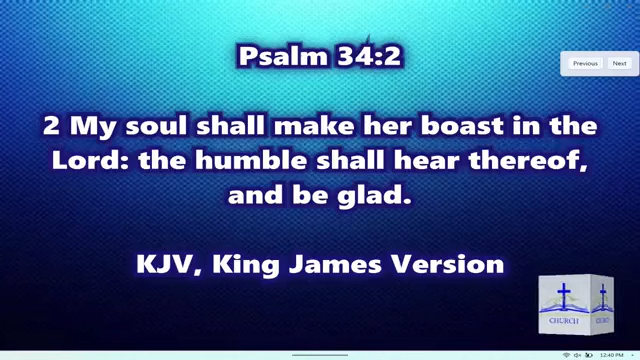 Psalm 34:2
Previous
Next
2 My soul shall make her boast in the
Lord: the humble shall hear thereof,
and be glad.
KJV, King James Version
CHURCH
12:40 PM